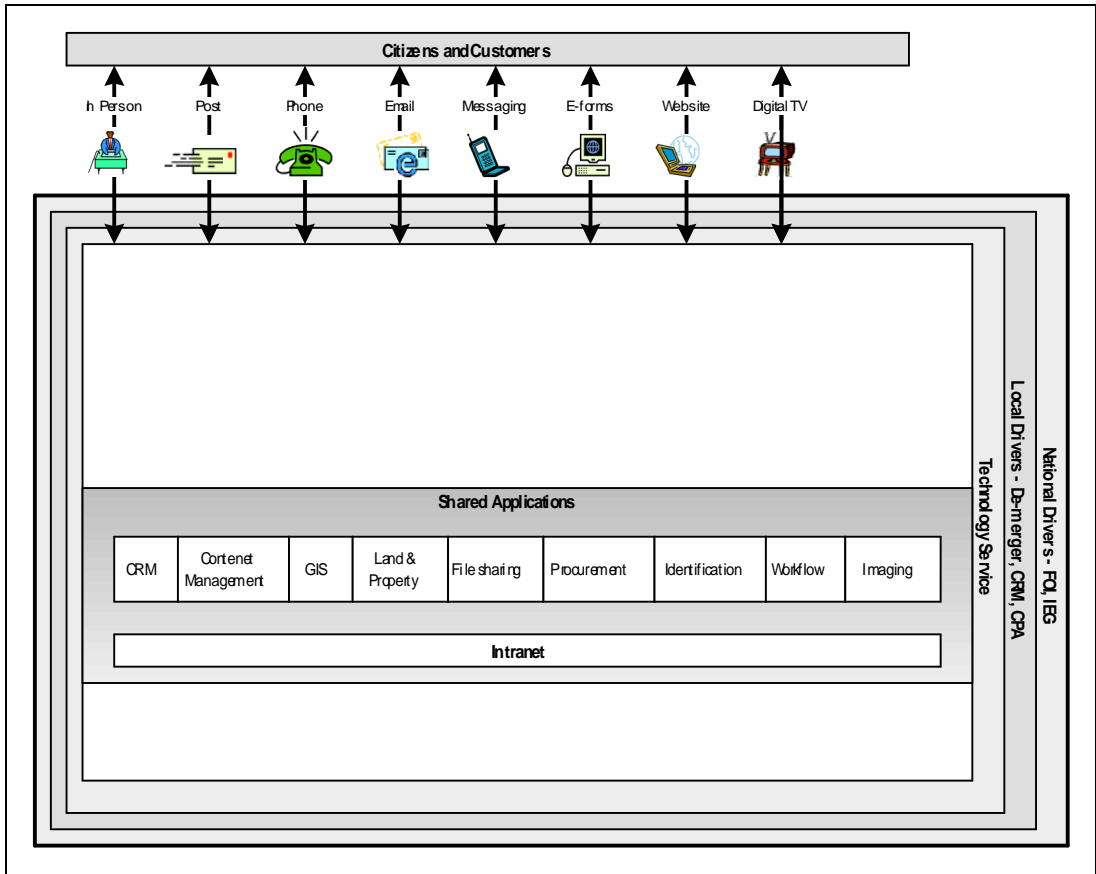 Citizens and Customers
In Person
Post
Phone
Email
Messaging
E-forms
Website
Digital TV
Shared Applications
CRM
Contenet
Management
GIS
Land &
Property
File sharing
Procurement
Identification
Workflow
Imaging
Intranet
Technology Service
Local Drivers - De-merger, CRM, CPA
National Drivers - FOI, IEG